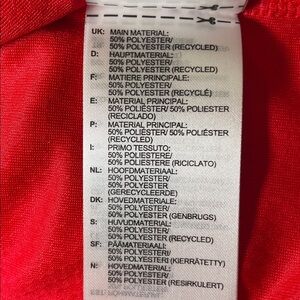 UK: MAIN MATERIAL:
50% POLYESTER/
50% POLYESTER (RECYCLED)
D: HAUPTMATERIAL:
50% POLYESTER/
50% POLYESTER (RECYCELT)
F: MATIERE PRINCIPALE:
50% POLYESTER/
50% POLYESTER (RECYCLÉ)
E: MATERIAL PRINCIPAL:
50% POLIÉSTER/ 50% POLIÉSTER
(RECICLADO)
P: MATERIAL PRINCIPAL:
50% POLIÉSTER/ 50% POLIÉSTER
(RECYCLED)
I: PRIMO TESSUTO:
50% POLIESTERE/
50% POLIESTERE (RICICLATO)
NL: HOOFDMATERIAAL:
50% POLYESTER/
50% POLYESTER
(GERECYCLEERDE)
DK: HOVEDMATERIALE:
50% POLYESTER/
50% POLYESTER (GENBRUGS)
S: HUVUDMATERIAL:
50% POLYESTER/
50% POLYESTER (RECYCLED)
SF: PÄÄMATERIAALI:
50% POLYESTERI/
50% POLYESTERI (KIERRÄTETTY)
N: HOVEDMATERIAL:
50% POLYESTER/
50% POLYESTER (RESIRKULERT)